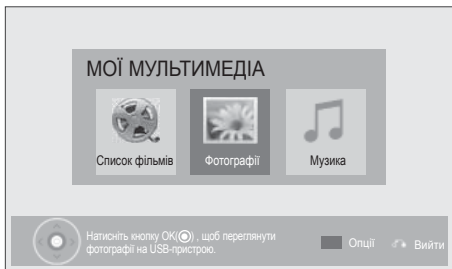 МОЇ МУЛЬТИМЕДІА
Список фільмів
Фотографії
Музика
Натисніть кнопку OK(◉) , щоб переглянути
фотографії на USB-пристрою.
Опції
Вийти